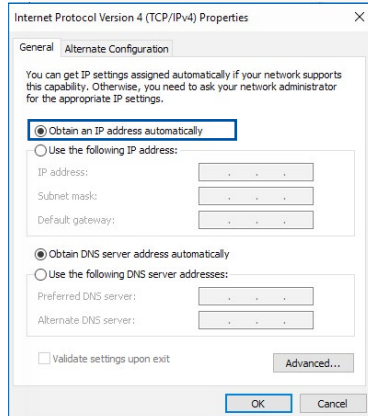 Internet Protocol Version 4 (TCP/IPv4) Properties
General
Alternate Configuration
You can get IP settings assigned automatically if your network supports
this capability. Otherwise, you need to ask your network administrator
for the appropriate IP settings.
Obtain an IP address automatically
Use the following IP address:
IP address:
Subnet mask:
Default gateway:
Obtain DNS server address automatically
Use the following DNS server addresses:
Preferred DNS server:
Alternate DNS server:
Validate settings upon exit
Advanced...
OK
Cancel